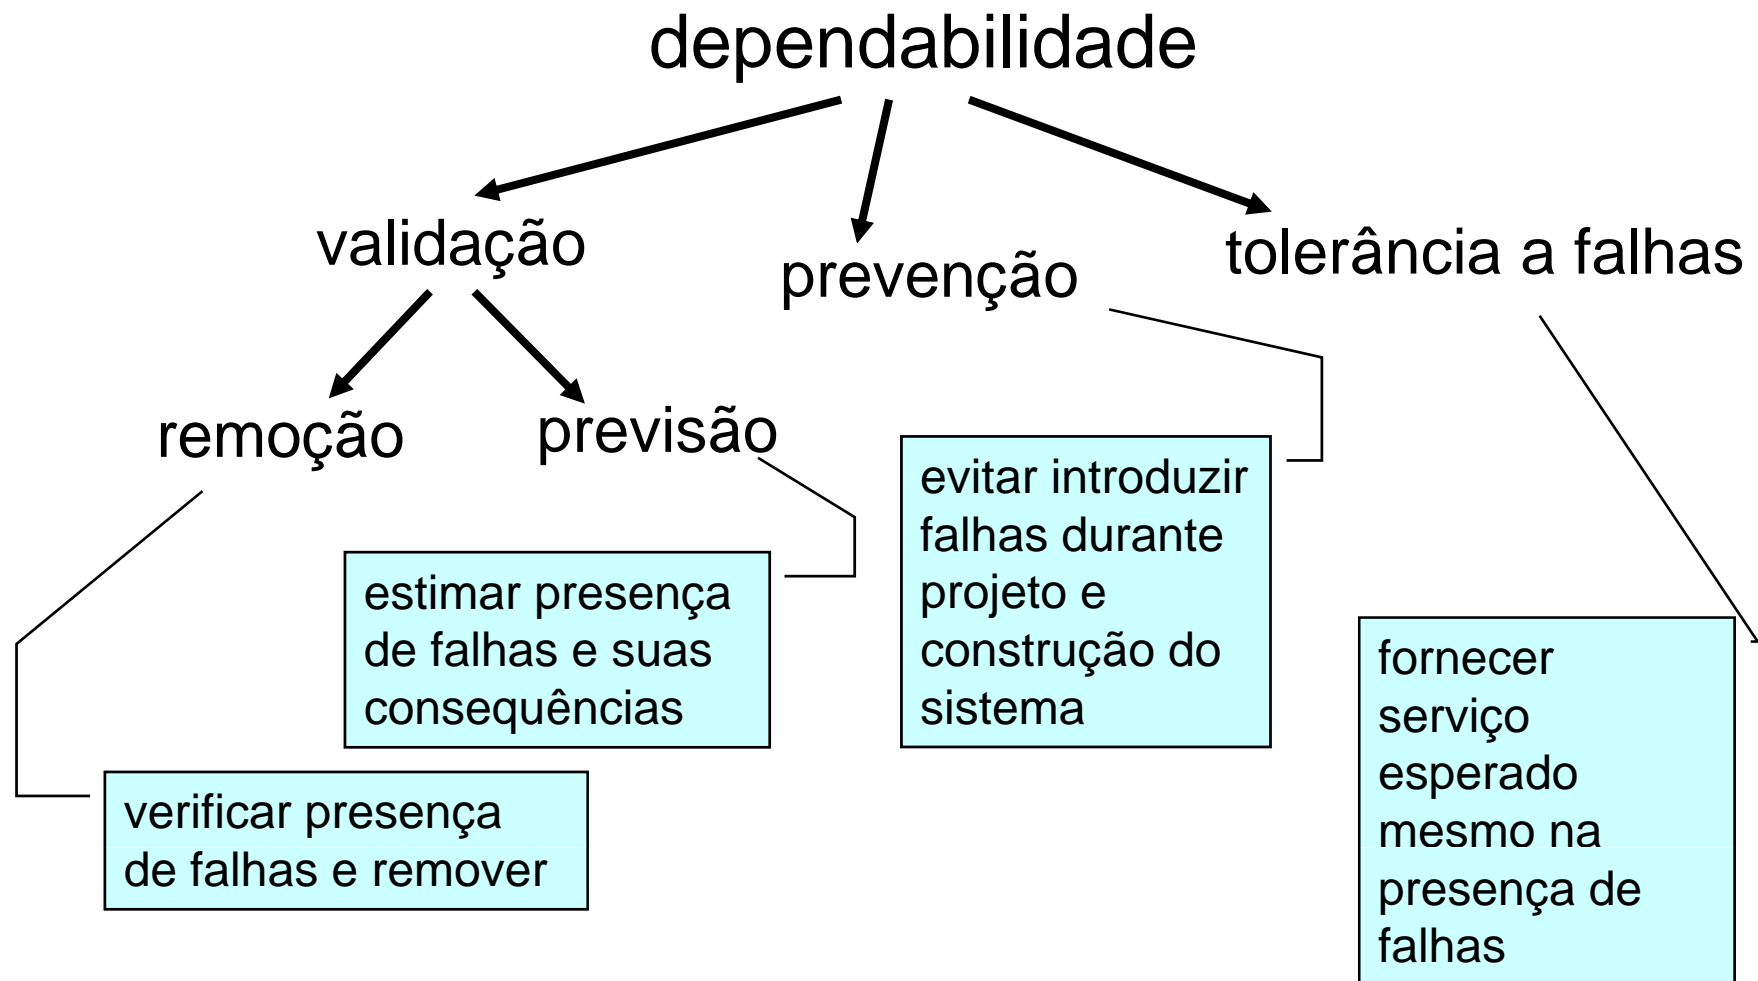 dependabilidade
validação
prevenção
tolerância a falhas
remoção
previsão
evitar introduzir
falhas durante
projeto e
construção do
sistema
estimar presença
de falhas e suas
consequências
fornecer
serviço
esperado
mesmo na
presença de
falhas
verificar presença
de falhas e remover